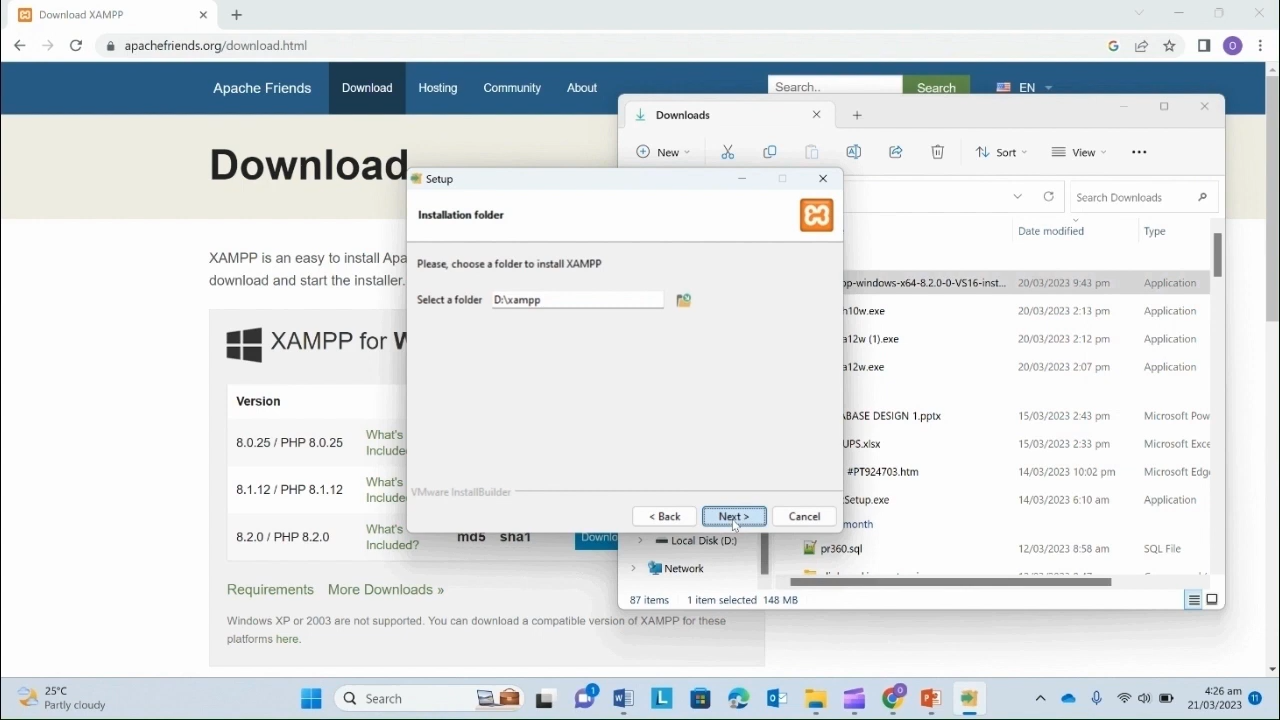 Download XAMPP
apachefriends.org/download.html
O
Apache Friends Download Hosting Community About Search.. Search EN
Download
XAMPP is an easy to install Apa
download and start the installer.
XAMPP for W
Version
8.0.25 / PHP 8.0.25 What's
Include
8.1.12 / PHP 8.1.12 What's
Include
8.2.0 / PHP 8.2.0 What's
Included? md5 sha1 Downlo
Requirements More Downloads »
Windows XP or 2003 are not supported. You can download a compatible version of XAMPP for these
platforms here.
Downloads
New Sort View
Search Downloads
Date modified Type
pp-windows-x64-8.2.0-0-VS16-inst... 20/03/2023 9:43 pm Application
h10w.exe 20/03/2023 2:13 pm Application
a12w (1).exe 20/03/2023 2:12 pm Application
a12w.exe 20/03/2023 2:07 pm Application
ABASE DESIGN 1.pptx 15/03/2023 2:43 pm Microsoft Pow
UPS.xlsx 15/03/2023 2:33 pm Microsoft Exce
#PT924703.htm 14/03/2023 10:02 pm Microsoft Edg
Setup.exe 14/03/2023 6:10 am Application
month
pr360.sql 12/03/2023 8:58 am SQL File
Local Disk (D:)
Network
87 items 1 item selected 148 MB
Setup
Installation folder
Please, choose a folder to install XAMPP
Select a folder D:\xampp
VMware InstallBuilder
< Back Next > Cancel
25°C
Partly cloudy
Search
1
4:26 am
21/03/2023
11